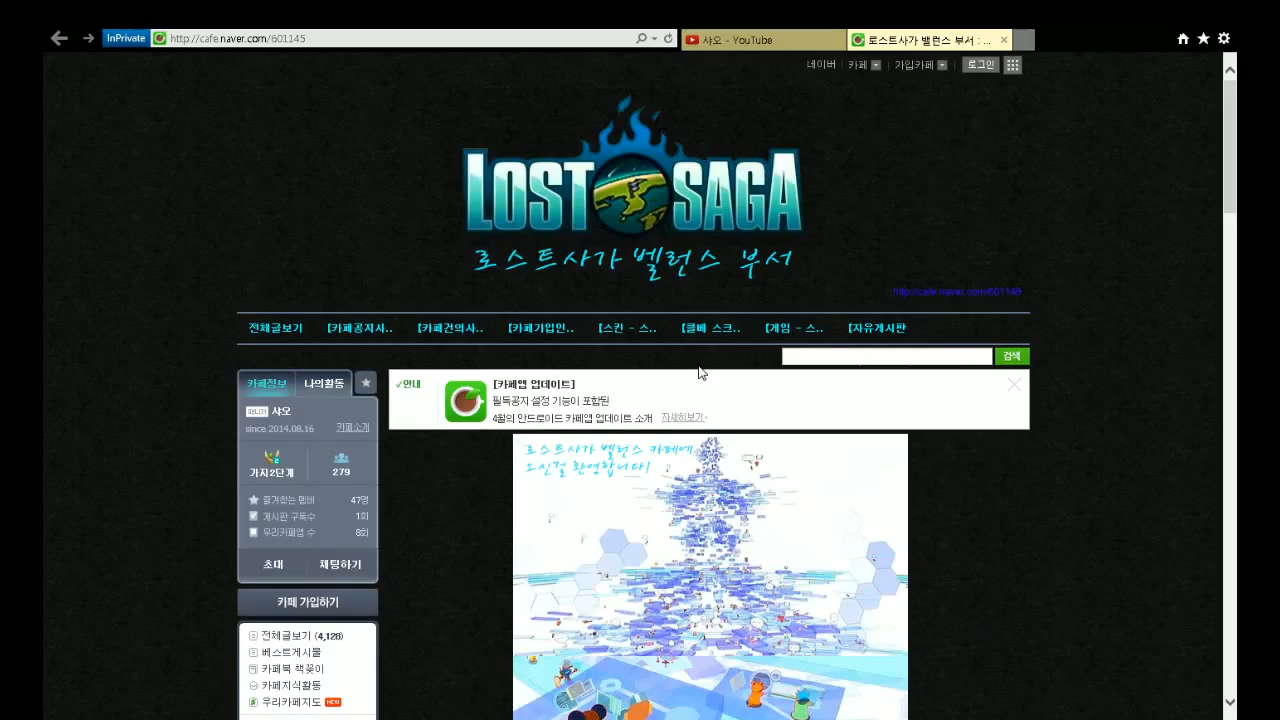 InPrivate
http://cafe.naver.com/601145
샤오 - YouTube
로스트사가 밸런스 부서 : ...
네이버
카페
가입카페
로그인
LOST SAGA
로스트사가 벨런스 부서
전체글보기
[카페공지사..
[카페건의사..
[카페가입인..
[스킨 - 스..
[클베 스크..
[게임 - 스..
[자유게시판
검색
카페정보
나의활동
매니저 샤오
since 2014.08.16
카페소개
가지2단계
279
즐겨찾는 멤버 47명
게시판 구독수 1회
우리카페앱 수 8회
초대
채팅하기
카페 가입하기
전체글보기 (4,128)
베스트게시물
카페북 책꽂이
카페지식활동
우리카페지도 NEW
안내
[카페앱 업데이트]
필독공지 설정 기능이 포함된
4월의 안드로이드 카페앱 업데이트 소개
자세히보기
로스트사가 벨런스 카페에
오신걸 환영합니다!